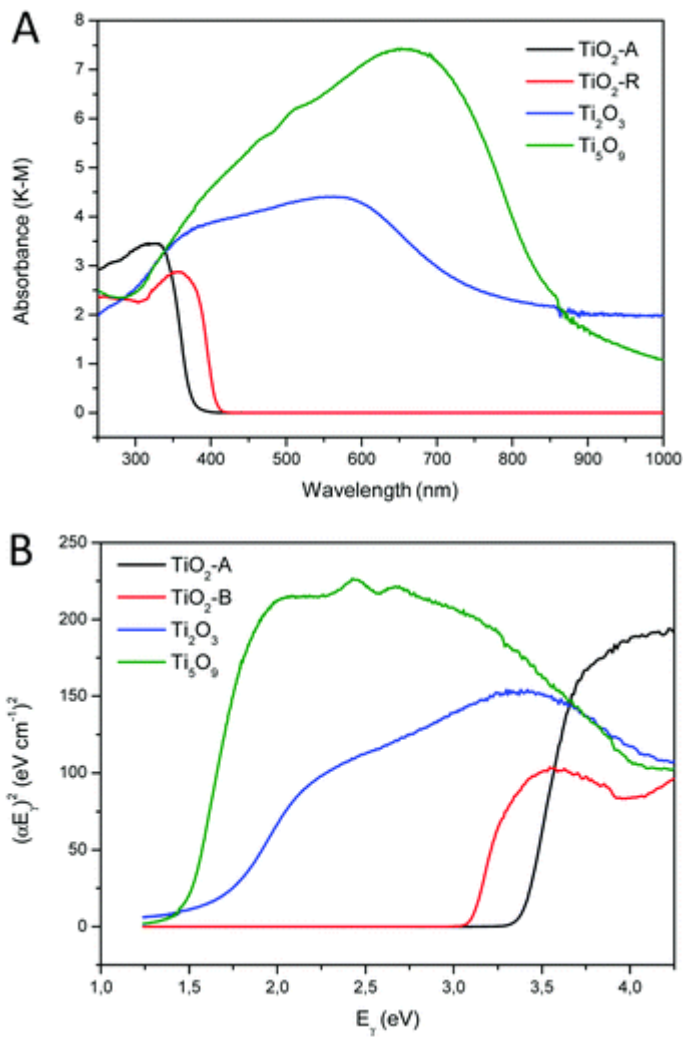 A
8
7
6
5
4
3
2
1
0
Absorbance (K-M)
TiO₂-A
TiO₂-R
Ti₂O₃
Ti₅O₉
300 400 500 600 700 800 900 1000
Wavelength (nm)
B
250
200
150
100
50
0
(αEᵧ)² (eV cm⁻¹)²
TiO₂-A
TiO₂-B
Ti₂O₃
Ti₅O₉
1,0 1,5 2,0 2,5 3,0 3,5 4,0
Eᵧ (eV)